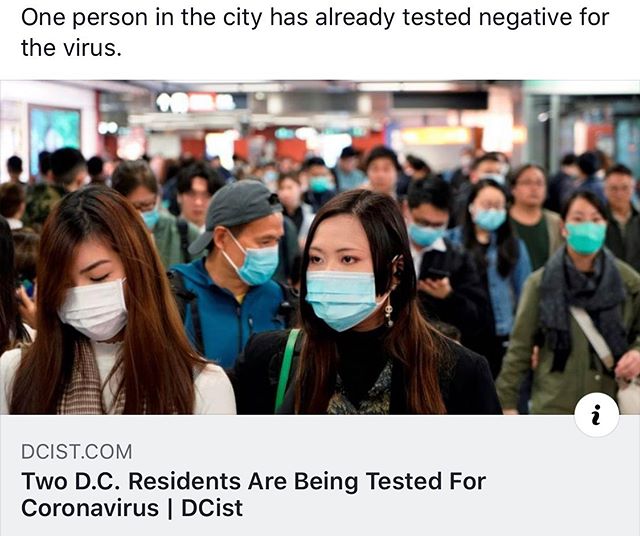 One person in the city has already tested negative for
the virus.
DCIST.COM
Two D.C. Residents Are Being Tested For
Coronavirus | DCist